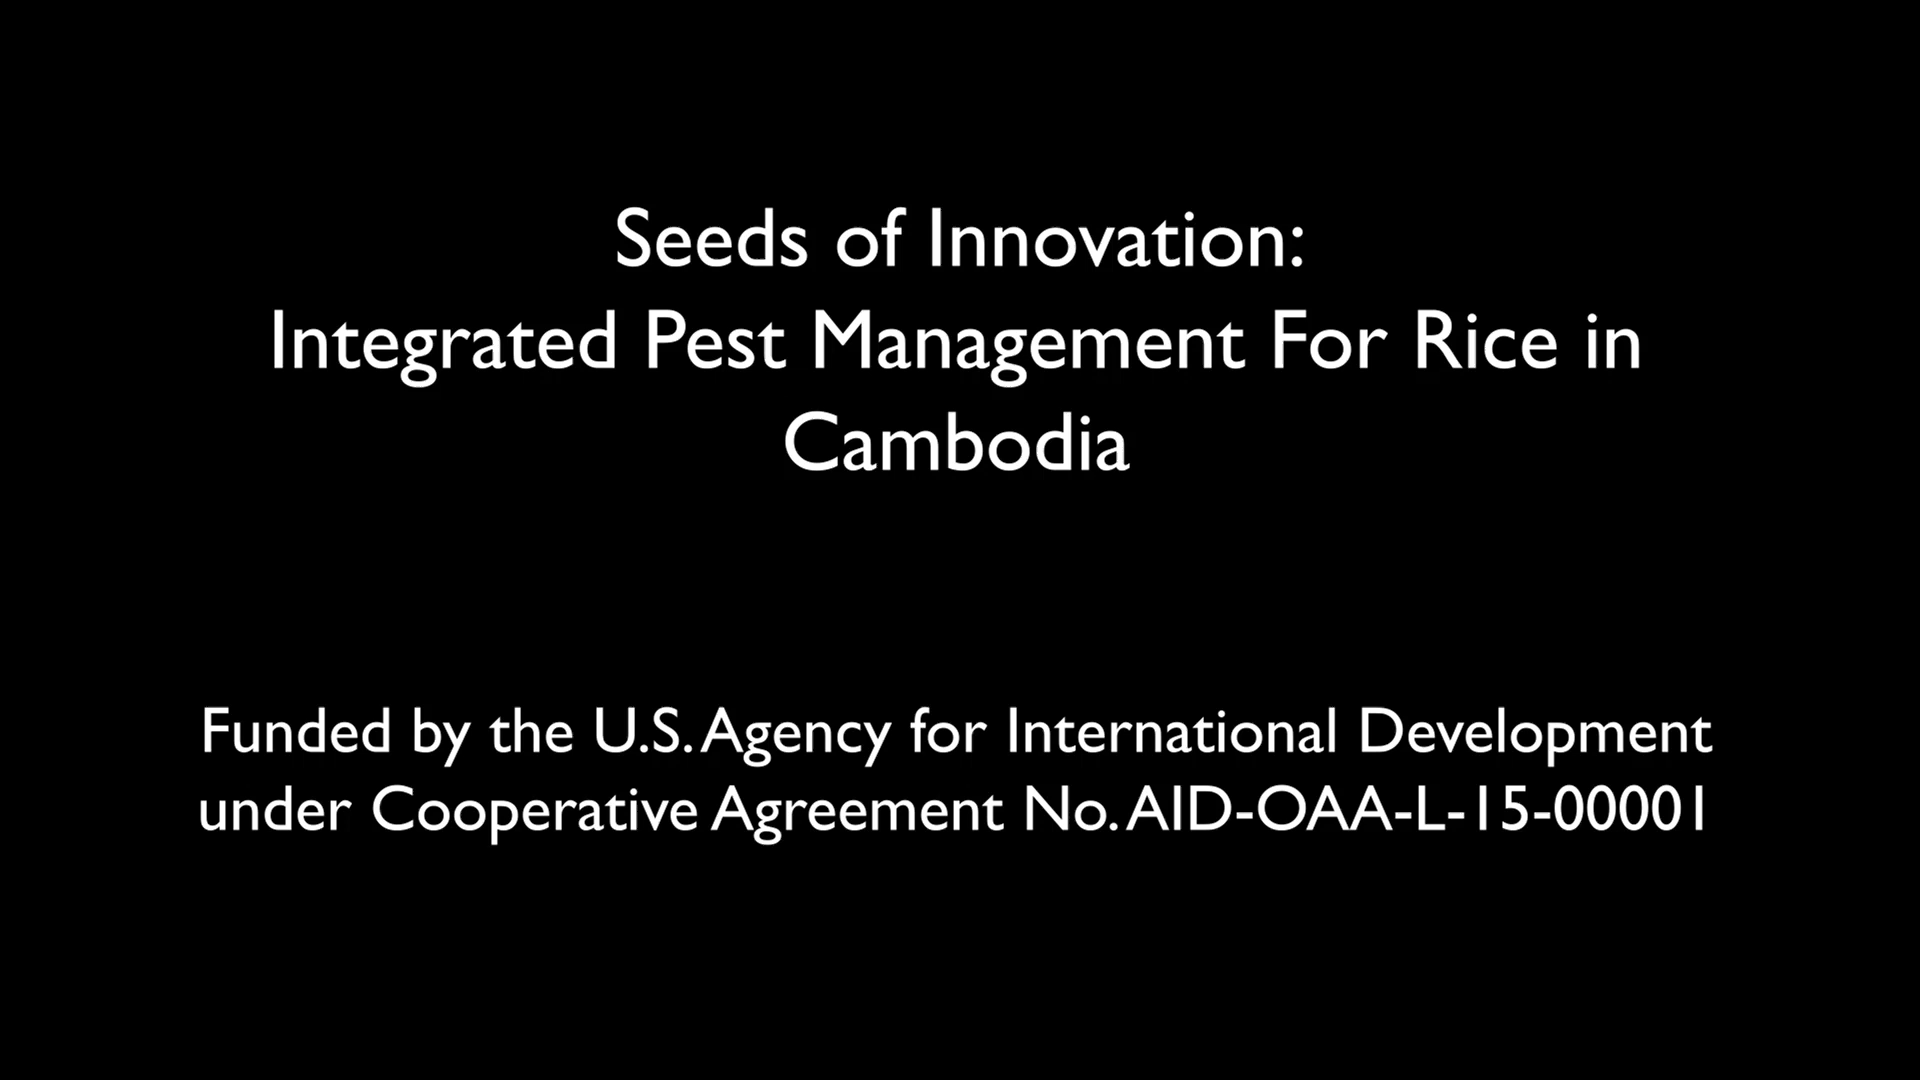 Seeds of Innovation:
Integrated Pest Management For Rice in
Cambodia
Funded by the U.S. Agency for International Development
under Cooperative Agreement No. AID-OAA-L-15-00001